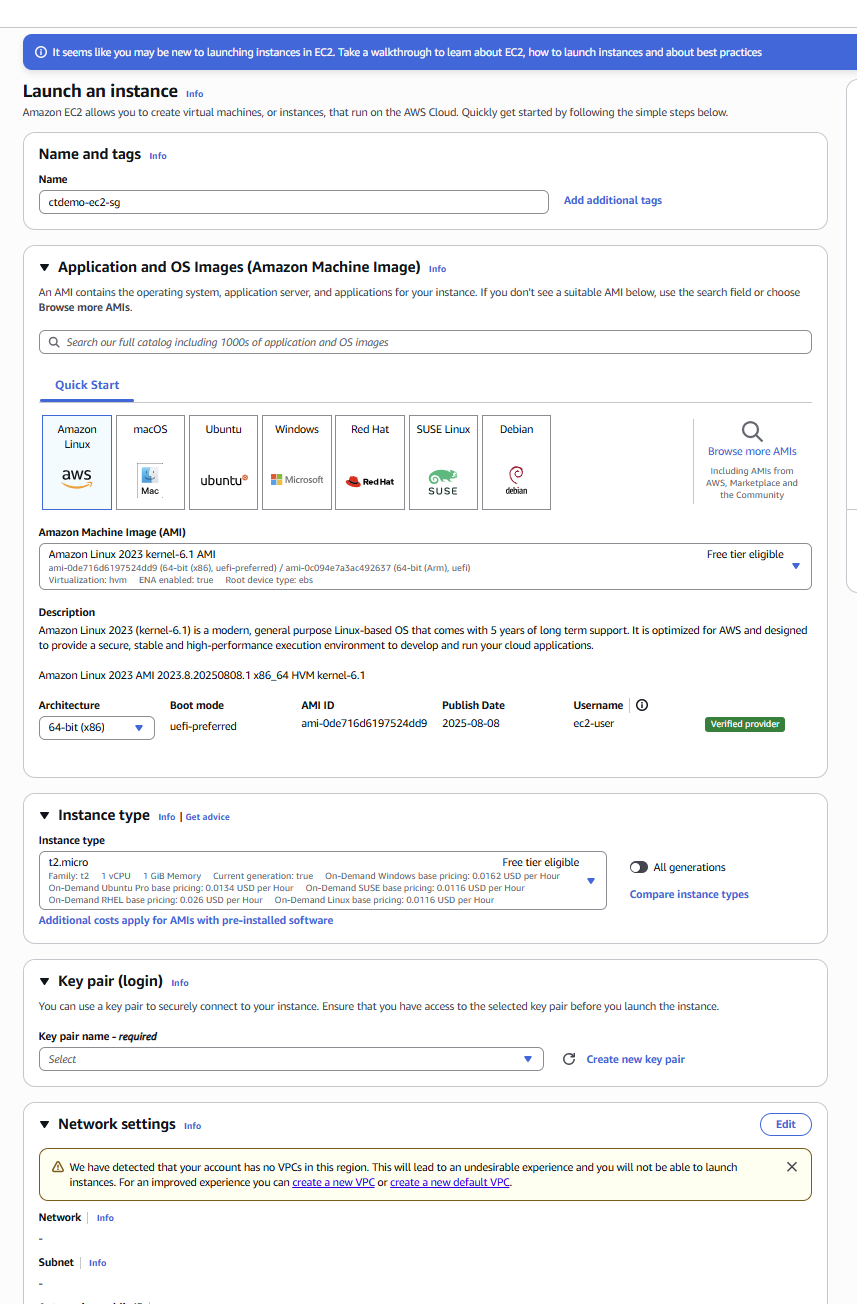 It seems like you may be new to launching instances in EC2. Take a walkthrough to learn about EC2, how to launch instances and about best practices
Launch an instance Info
Amazon EC2 allows you to create virtual machines, or instances, that run on the AWS Cloud. Quickly get started by following the simple steps below.
Name and tags Info
Name
ctdemo-ec2-sg
Add additional tags
Application and OS Images (Amazon Machine Image) Info
An AMI contains the operating system, application server, and applications for your instance. If you don't see a suitable AMI below, use the search field or choose
Browse more AMIs.
Search our full catalog including 1000s of application and OS images
Quick Start
Amazon
Linux
aws
macOS
Mac
Ubuntu
ubuntu
Windows
Microsoft
Red Hat
Red Hat
SUSE Linux
SUSE
Debian
debian
Browse more AMIs
Including AMIs from
AWS, Marketplace and
the Community
Amazon Machine Image (AMI)
Amazon Linux 2023 kernel-6.1 AMI Free tier eligible
ami-0de716d6197524dd9 (64-bit (x86), uefi-preferred) / ami-0c094e7a3ac492637 (64-bit (Arm), uefi)
Virtualization: hvm ENA enabled: true Root device type: ebs
Description
Amazon Linux 2023 (kernel-6.1) is a modern, general purpose Linux-based OS that comes with 5 years of long term support. It is optimized for AWS and designed
to provide a secure, stable and high-performance execution environment to develop and run your cloud applications.
Amazon Linux 2023 AMI 2023.8.20250808.1 x86_64 HVM kernel-6.1
Architecture Boot mode AMI ID Publish Date Username
64-bit (x86) uefi-preferred ami-0de716d6197524dd9 2025-08-08 ec2-user Verified provider
Instance type Info | Get advice
Instance type
t2.micro Free tier eligible
Family: t2 1 vCPU 1 GiB Memory Current generation: true On-Demand Windows base pricing: 0.0162 USD per Hour
On-Demand Ubuntu Pro base pricing: 0.0134 USD per Hour On-Demand SUSE base pricing: 0.0116 USD per Hour
On-Demand RHEL base pricing: 0.026 USD per Hour On-Demand Linux base pricing: 0.0116 USD per Hour
All generations
Compare instance types
Additional costs apply for AMIs with pre-installed software
Key pair (login) Info
You can use a key pair to securely connect to your instance. Ensure that you have access to the selected key pair before you launch the instance.
Key pair name - required
Select
Create new key pair
Network settings Info
Edit
We have detected that your account has no VPCs in this region. This will lead to an undesirable experience and you will not be able to launch
instances. For an improved experience you can create a new VPC or create a new default VPC.
Network Info
-
Subnet Info
-